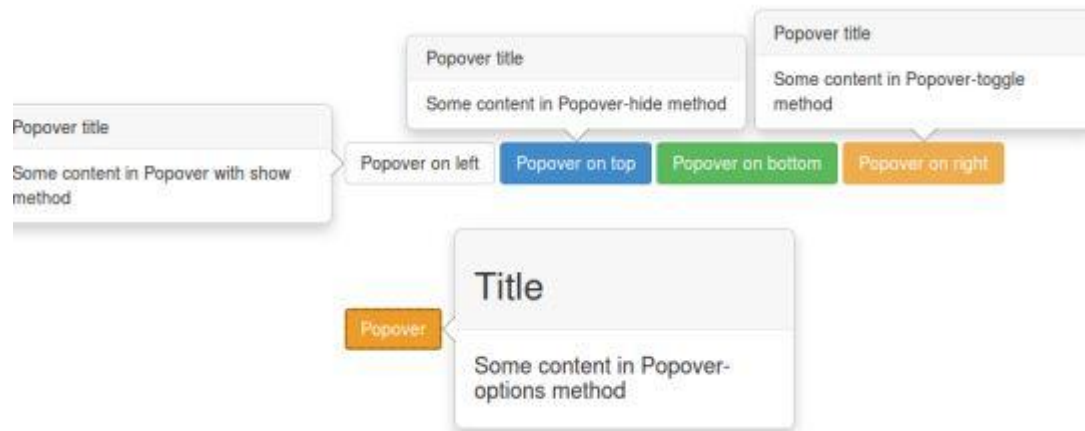 Popover title
Some content in Popover-toggle
method
Popover title
Some content in Popover-hide method
Popover title
Some content in Popover with show
method
Popover on left
Popover on top
Popover on bottom
Popover on right
Title
Popover
Some content in Popover-
options method